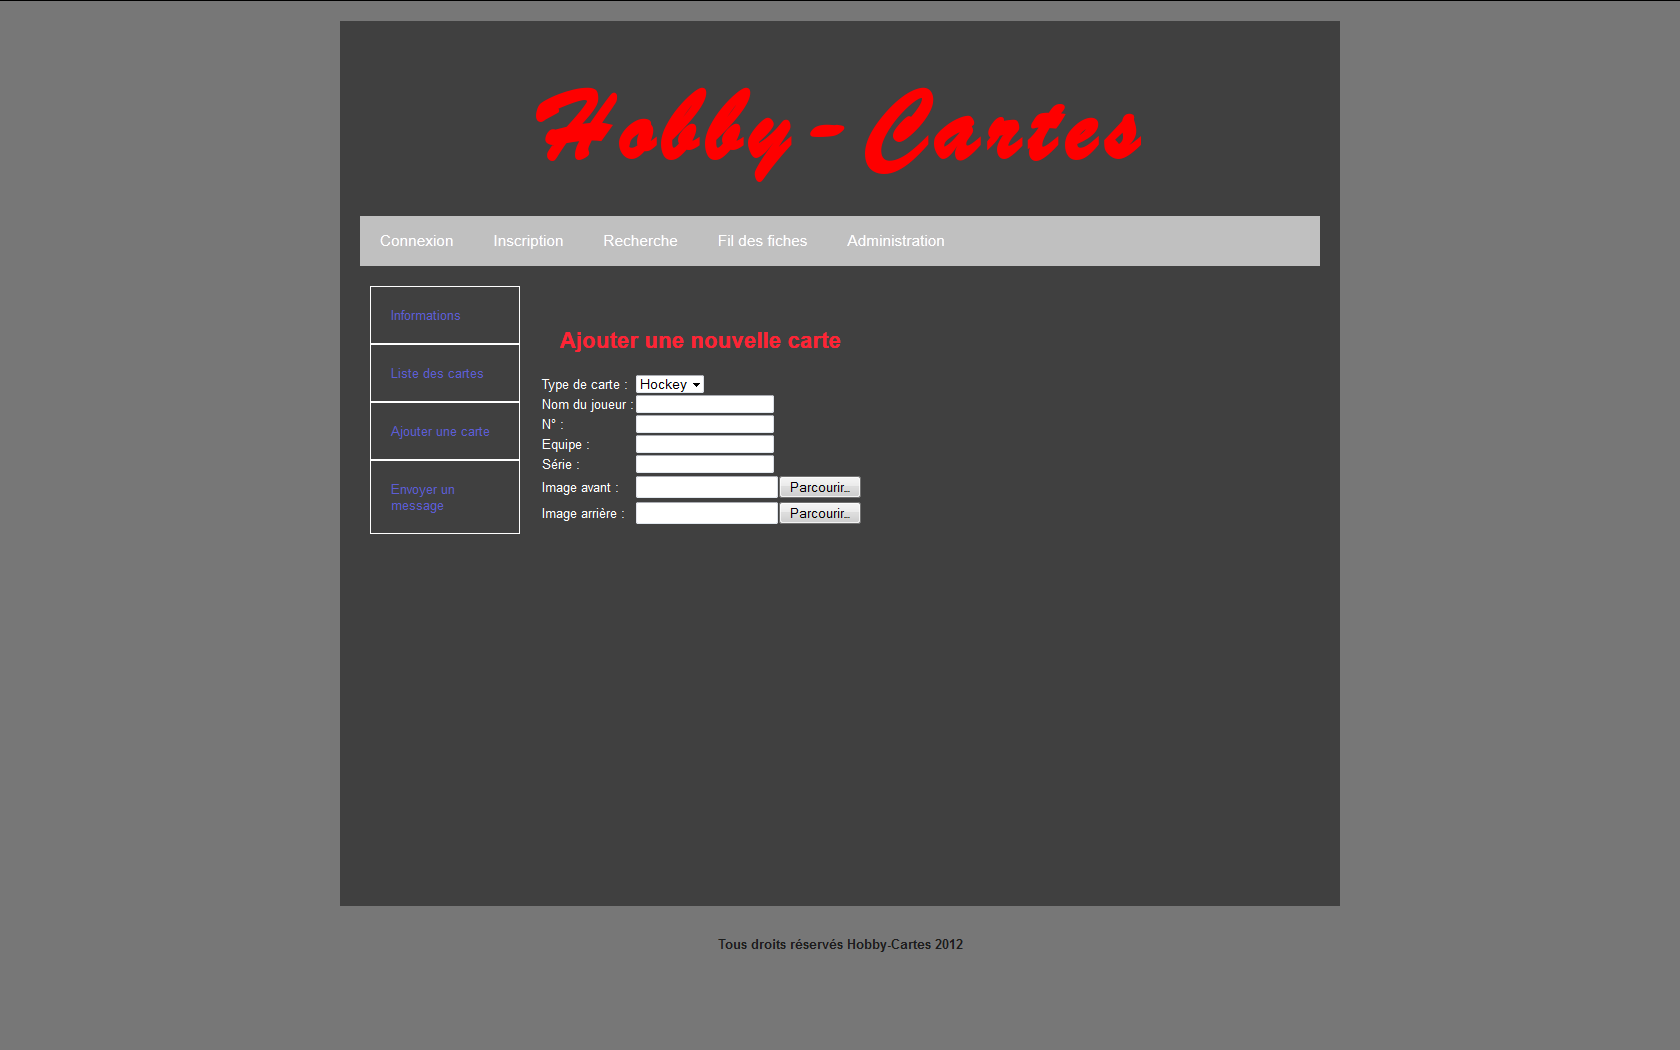 Hobby-Cartes
Connexion Inscription Recherche Fil des fiches Administration
Informations
Liste des cartes
Ajouter une carte
Envoyer un
message
Ajouter une nouvelle carte
Type de carte : Hockey
Nom du joueur :
N° :
Equipe :
Série :
Image avant : Parcourir...
Image arrière : Parcourir...
Tous droits réservés Hobby-Cartes 2012